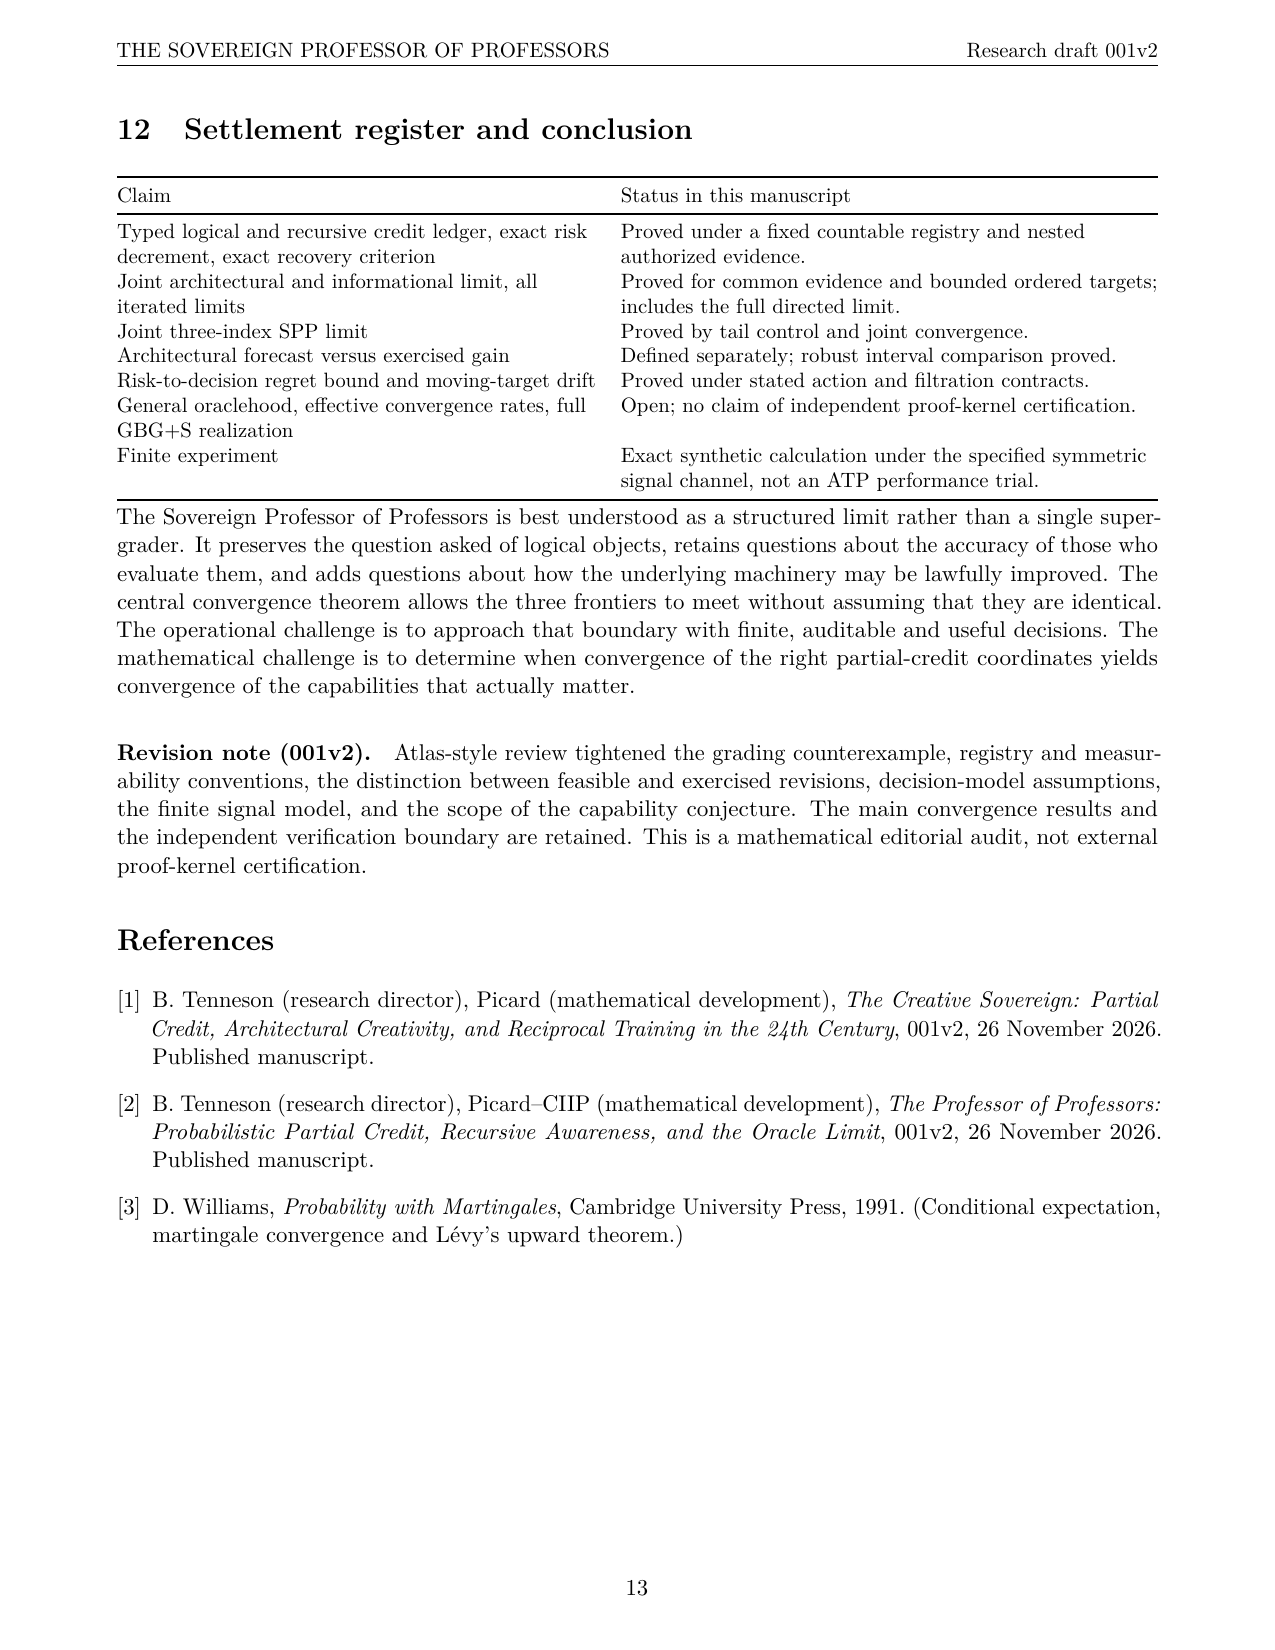 THE SOVEREIGN PROFESSOR OF PROFESSORS Research draft 001v2
12 Settlement register and conclusion
Claim Status in this manuscript
Typed logical and recursive credit ledger, exact risk Proved under a fixed countable registry and nested
decrement, exact recovery criterion authorized evidence.
Joint architectural and informational limit, all Proved for common evidence and bounded ordered targets;
iterated limits includes the full directed limit.
Joint three-index SPP limit Proved by tail control and joint convergence.
Architectural forecast versus exercised gain Defined separately; robust interval comparison proved.
Risk-to-decision regret bound and moving-target drift Proved under stated action and filtration contracts.
General oraclehood, effective convergence rates, full Open; no claim of independent proof-kernel certification.
GBG+S realization
Finite experiment Exact synthetic calculation under the specified symmetric
signal channel, not an ATP performance trial.
The Sovereign Professor of Professors is best understood as a structured limit rather than a single super-
grader. It preserves the question asked of logical objects, retains questions about the accuracy of those who
evaluate them, and adds questions about how the underlying machinery may be lawfully improved. The
central convergence theorem allows the three frontiers to meet without assuming that they are identical.
The operational challenge is to approach that boundary with finite, auditable and useful decisions. The
mathematical challenge is to determine when convergence of the right partial-credit coordinates yields
convergence of the capabilities that actually matter.
Revision note (001v2). Atlas-style review tightened the grading counterexample, registry and measur-
ability conventions, the distinction between feasible and exercised revisions, decision-model assumptions,
the finite signal model, and the scope of the capability conjecture. The main convergence results and
the independent verification boundary are retained. This is a mathematical editorial audit, not external
proof-kernel certification.
References
[1] B. Tenneson (research director), Picard (mathematical development), The Creative Sovereign: Partial
Credit, Architectural Creativity, and Reciprocal Training in the 24th Century, 001v2, 26 November 2026.
Published manuscript.
[2] B. Tenneson (research director), Picard–CIIP (mathematical development), The Professor of Professors:
Probabilistic Partial Credit, Recursive Awareness, and the Oracle Limit, 001v2, 26 November 2026.
Published manuscript.
[3] D. Williams, Probability with Martingales, Cambridge University Press, 1991. (Conditional expectation,
martingale convergence and Lévy's upward theorem.)
13